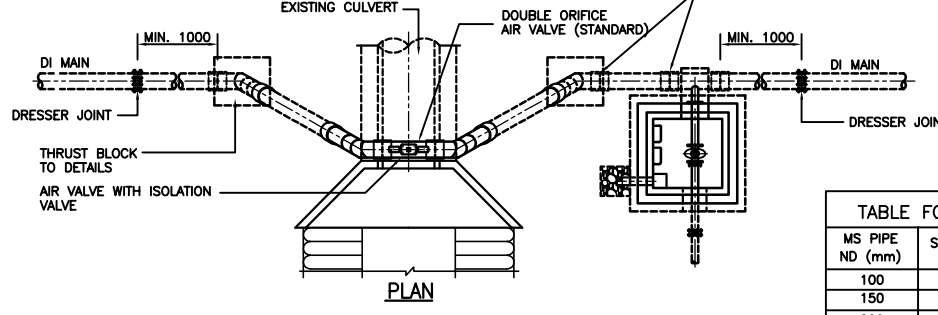 EXISTING CULVERT
DOUBLE ORIFICE
AIR VALVE (STANDARD)
MIN. 1000
MIN. 1000
DI MAIN
DI MAIN
DRESSER JOINT
DRESSER JOIN
THRUST BLOCK
TO DETAILS
AIR VALVE WITH ISOLATION
VALVE
PLAN
TABLE FO
MS PIPE
ND (mm)
S
100
150